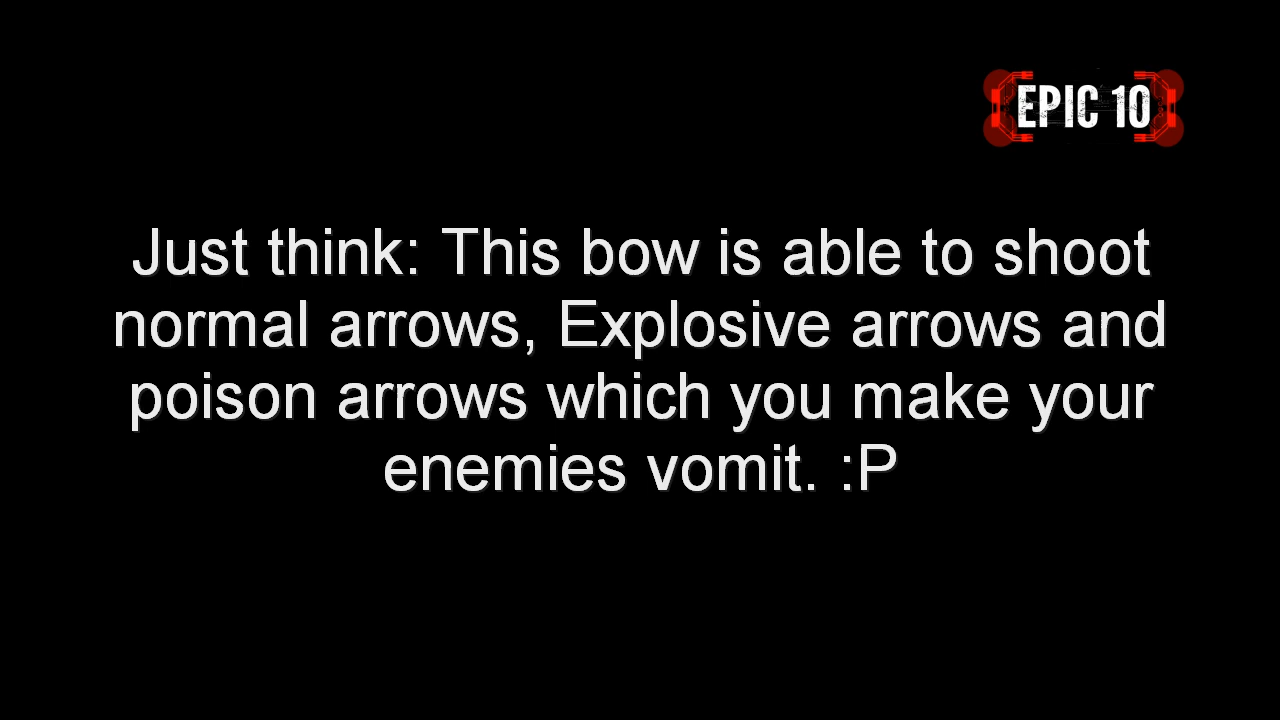 EPIC 10
Just think: This bow is able to shoot
normal arrows, Explosive arrows and
poison arrows which you make your
enemies vomit. :P